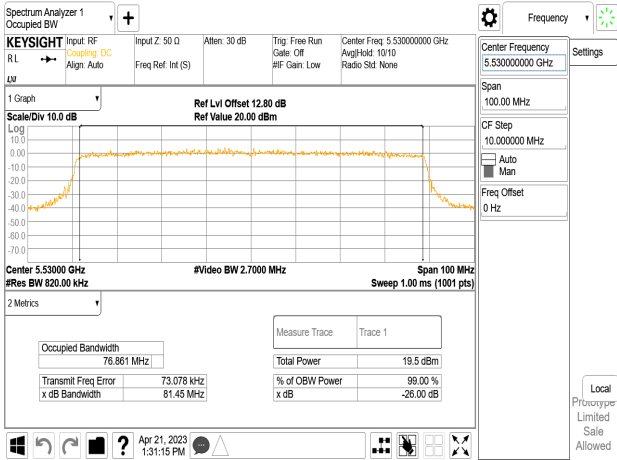 Spectrum Analyzer 1
Occupied BW
Frequency
KEYSIGHT Input: RF Input Z: 50 Ω Atten: 30 dB Trig: Free Run Center Freq: 5.530000000 GHz
R L Coupling: DC Gate: Off Avg|Hold: 10/10
Align: Auto Freq Ref: Int (S) #IF Gain: Low Radio Std: None
LXI
Center Frequency
5.530000000 GHz
Settings
Span
100.00 MHz
CF Step
10.000000 MHz
Auto
Man
Freq Offset
0 Hz
1 Graph
Ref Lvl Offset 12.80 dB
Scale/Div 10.0 dB Ref Value 20.00 dBm
Log
10.0
0.00
-10.0
-20.0
-30.0
-40.0
-50.0
-60.0
-70.0
Center 5.53000 GHz #Video BW 2.7000 MHz Span 100 MHz
#Res BW 820.00 kHz Sweep 1.00 ms (1001 pts)
2 Metrics
Measure Trace Trace 1
Occupied Bandwidth
76.861 MHz Total Power 19.5 dBm
Transmit Freq Error 73.078 kHz % of OBW Power 99.00 %
x dB Bandwidth 81.45 MHz x dB -26.00 dB
Local
Prototype
Limited
Sale
Allowed
? Apr 21, 2023
1:31:15 PM